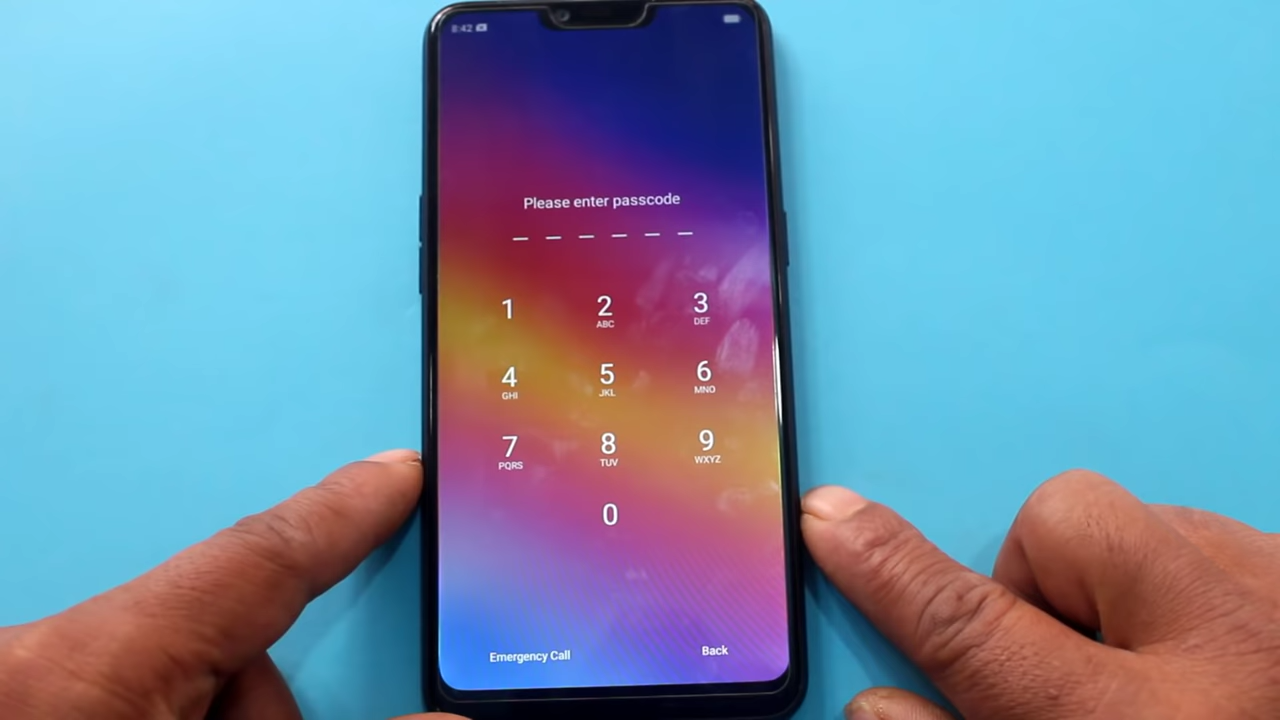 8:42
Please enter passcode
1 2 3
ABC DEF
4 5 6
GHI JKL MNO
7 8 9
PQRS TUV WXYZ
0
Emergency Call Back